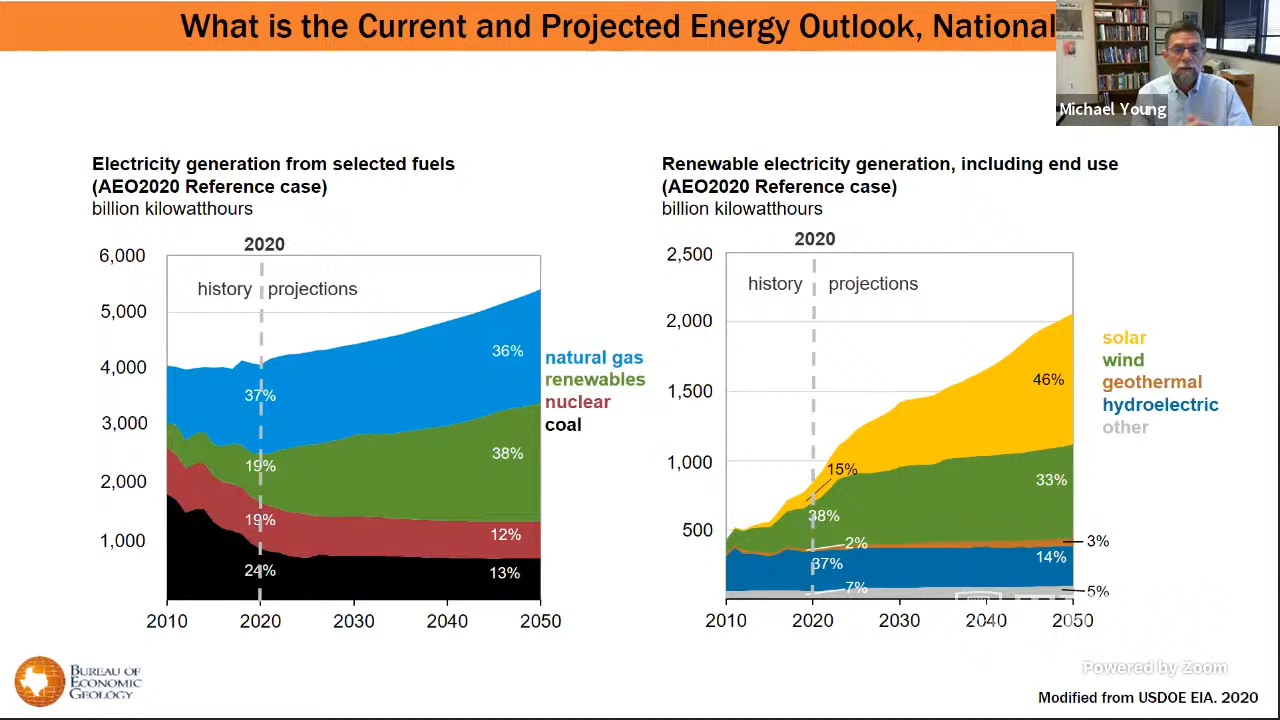 What is the Current and Projected Energy Outlook, National
Michael Young
Electricity generation from selected fuels
(AEO2020 Reference case)
billion kilowatthours
2020
6,000
5,000
4,000
3,000
2,000
1,000
history
projections
37%
19%
19%
24%
36%
38%
12%
13%
natural gas
renewables
nuclear
coal
2010
2020
2030
2040
2050
Renewable electricity generation, including end use
(AEO2020 Reference case)
billion kilowatthours
2020
2,500
2,000
1,500
1,000
500
history
projections
15%
38%
2%
37%
7%
46%
33%
3%
14%
5%
solar
wind
geothermal
hydroelectric
other
2010
2020
2030
2040
2050
BUREAU OF
ECONOMIC
GEOLOGY
Powered by Zoom
Modified from USDOE EIA. 2020